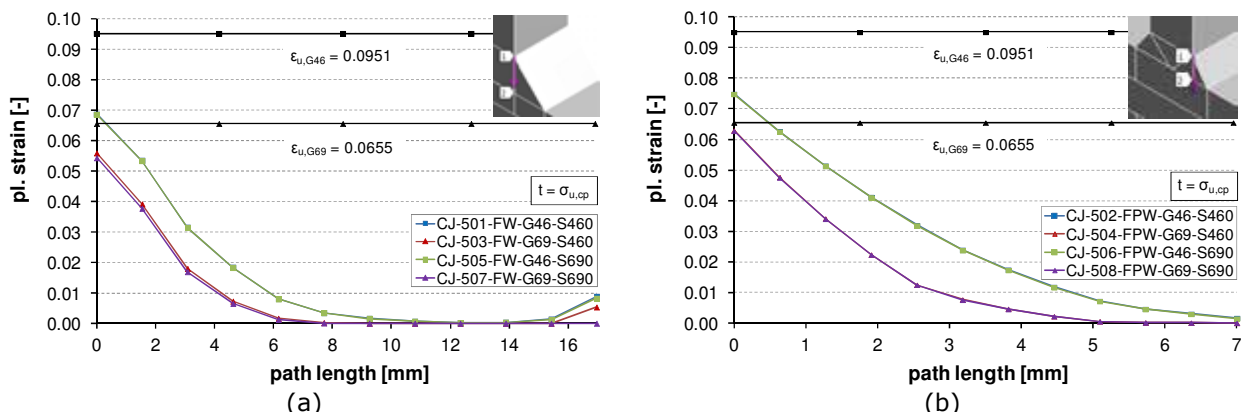 0.10
0.09
0.08
0.07
0.06
0.05
0.04
0.03
0.02
0.01
0.00
pl. strain [-]
εu,G46 = 0.0951
εu,G69 = 0.0655
1
2
t = σu,cp
CJ-501-FW-G46-S460
CJ-503-FW-G69-S460
CJ-505-FW-G46-S690
CJ-507-FW-G69-S690
0 2 4 6 8 10 12 14 16
path length [mm]
(a)
0.10
0.09
0.08
0.07
0.06
0.05
0.04
0.03
0.02
0.01
0.00
pl. strain [-]
εu,G46 = 0.0951
εu,G69 = 0.0655
1
2
t = σu,cp
CJ-502-FPW-G46-S460
CJ-504-FPW-G69-S460
CJ-506-FPW-G46-S690
CJ-508-FPW-G69-S690
0 1 2 3 4 5 6 7
path length [mm]
(b)